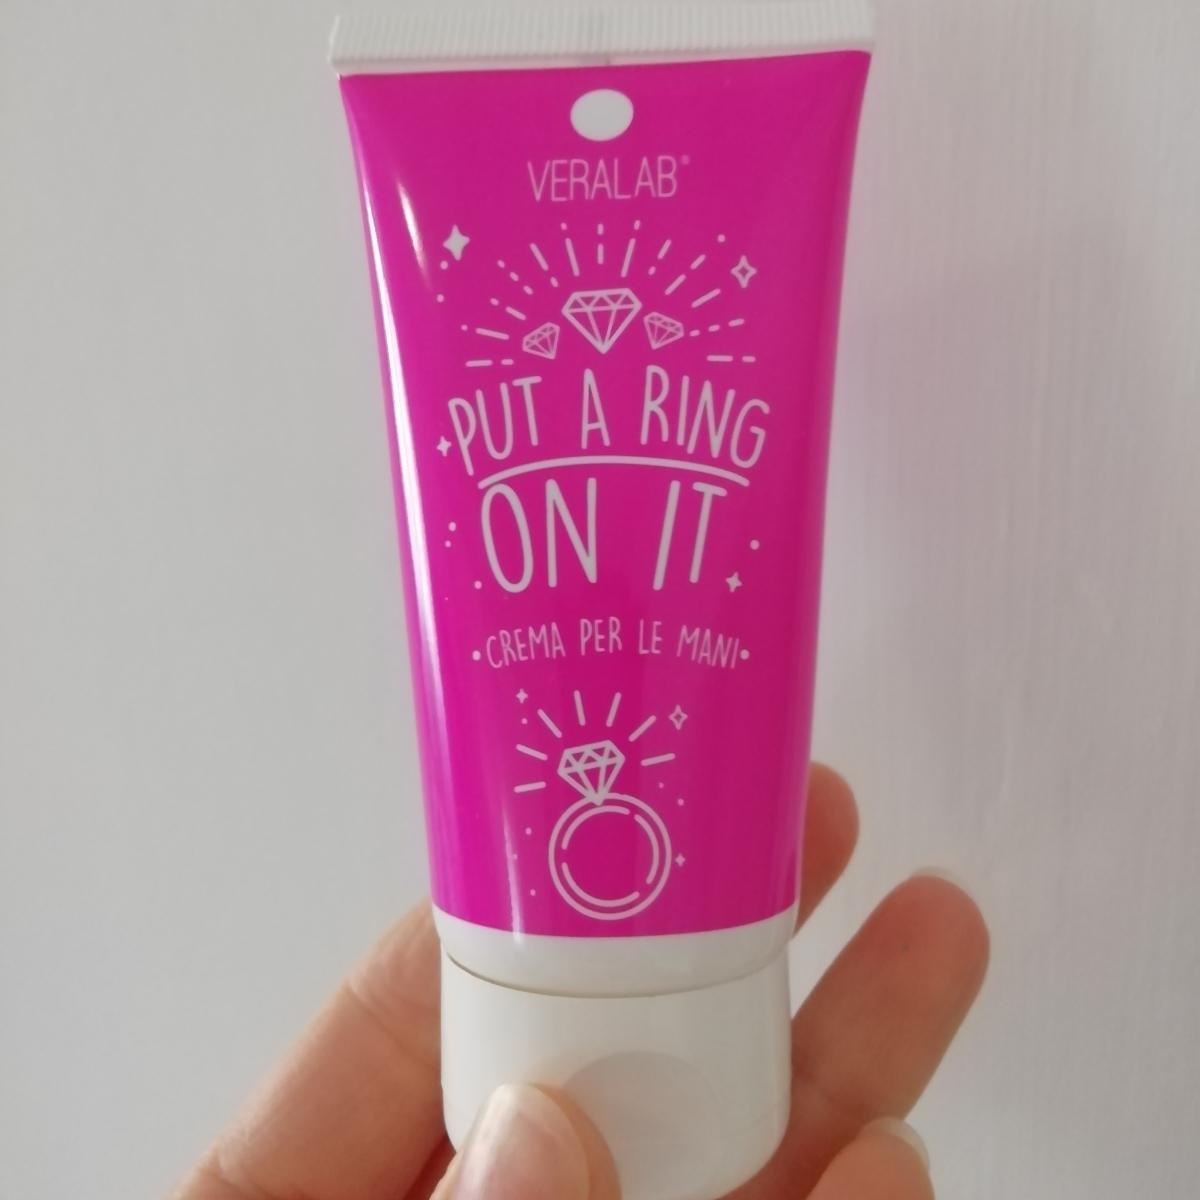 VERALAB®
PUT A RING
ON IT
•CREMA PER LE MANI•